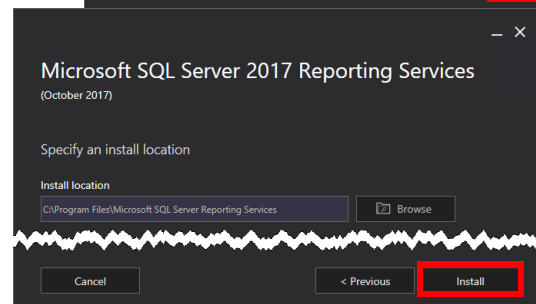 Microsoft SQL Server 2017 Reporting Services
(October 2017)
Specify an install location
Install location
C:\Program Files\Microsoft SQL Server Reporting Services
Browse
Cancel
< Previous
Install